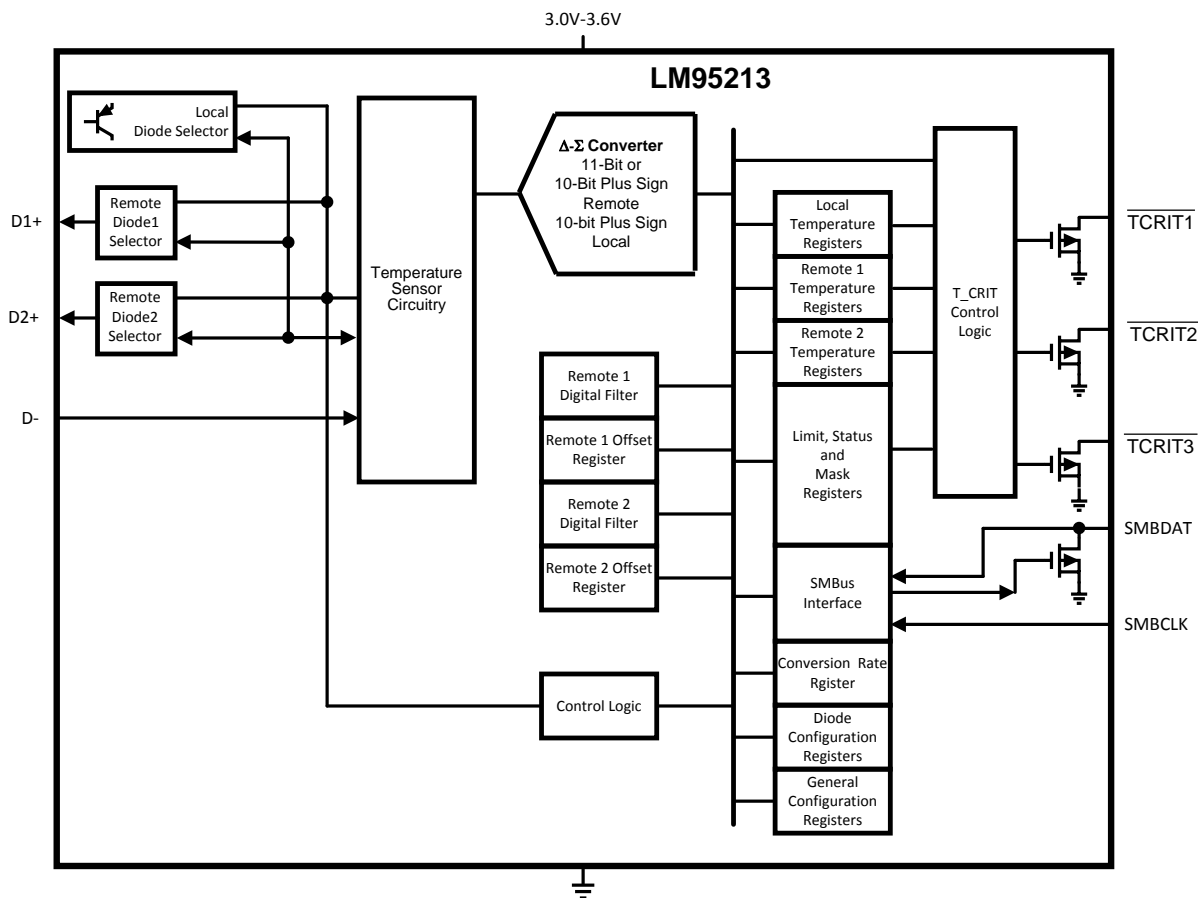 3.0V-3.6V
LM95213
Local
Diode Selector
D1+
Remote
Diode1
Selector
D2+
Remote
Diode2
Selector
D-
Temperature
Sensor
Circuitry
Δ-Σ Converter
11-Bit or
10-Bit Plus Sign
Remote
10-bit Plus Sign
Local
Remote 1
Digital Filter
Remote 1 Offset
Register
Remote 2
Digital Filter
Remote 2 Offset
Register
Control Logic
Local
Temperature
Registers
Remote 1
Temperature
Registers
Remote 2
Temperature
Registers
Limit, Status
and
Mask
Registers
SMBus
Interface
Conversion Rate
Rgister
Diode
Configuration
Registers
General
Configuration
Registers
T_CRIT
Control
Logic
TCRIT1
TCRIT2
TCRIT3
SMBDAT
SMBCLK